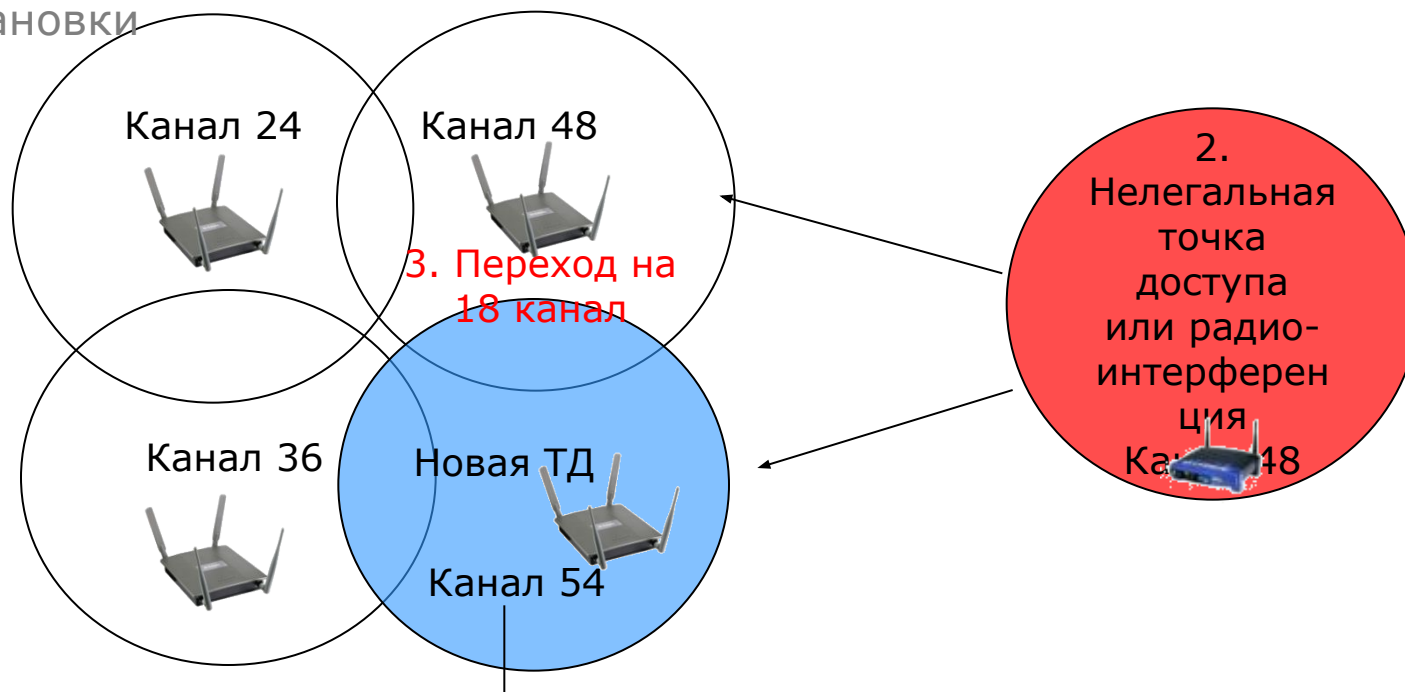 ановки
Канал 24
Канал 48
3. Переход на
18 канал
2.
Нелегальная
точка
доступа
или радио-
интерферен
ция
48
Канал 36
Новая ТД
Канал 54